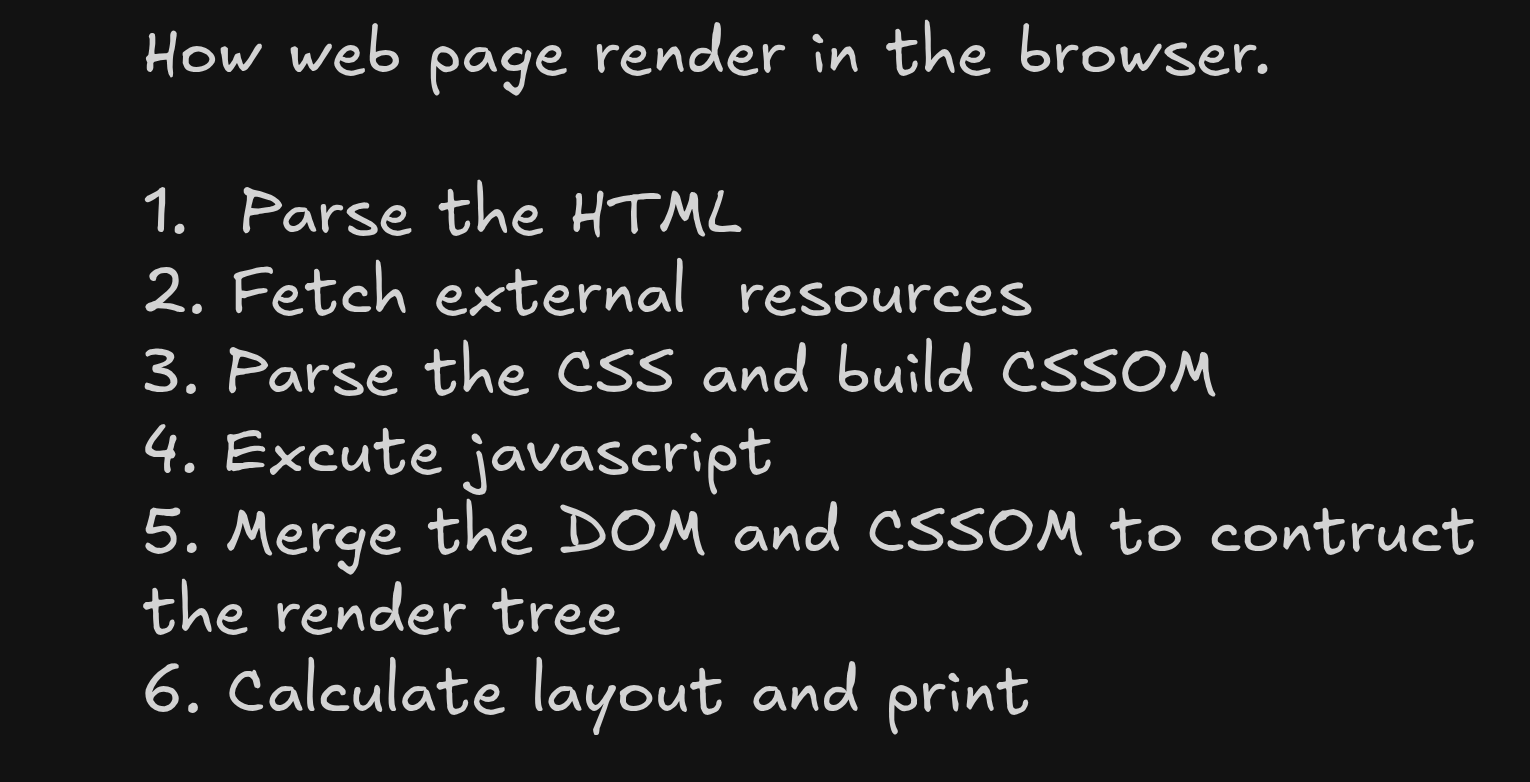 How web page render in the browser.
1. Parse the HTML
2. Fetch external resources
3. Parse the CSS and build CSSOM
4. Excute javascript
5. Merge the DOM and CSSOM to contruct
the render tree
6. Calculate layout and print